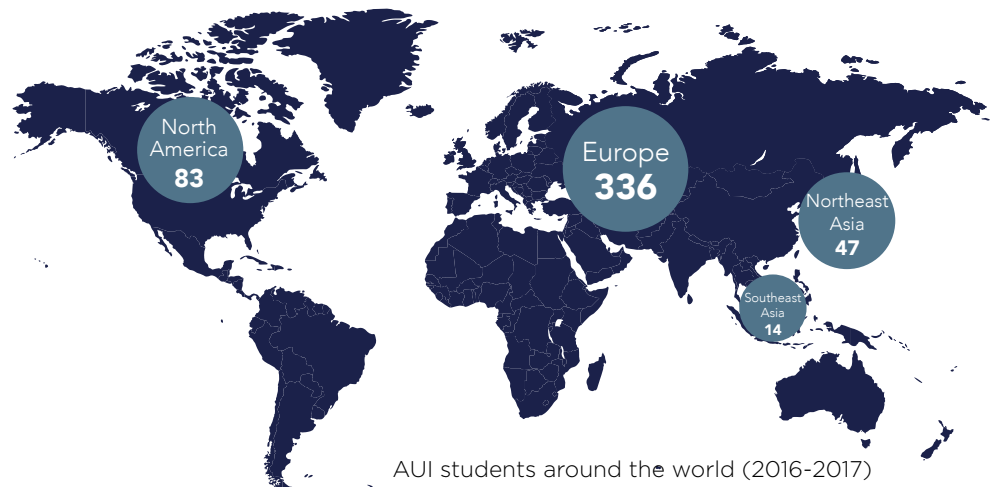 North
America
83
Europe
336
Northeast
Asia
47
Southeast
Asia
14
AUI students around the world (2016-2017)